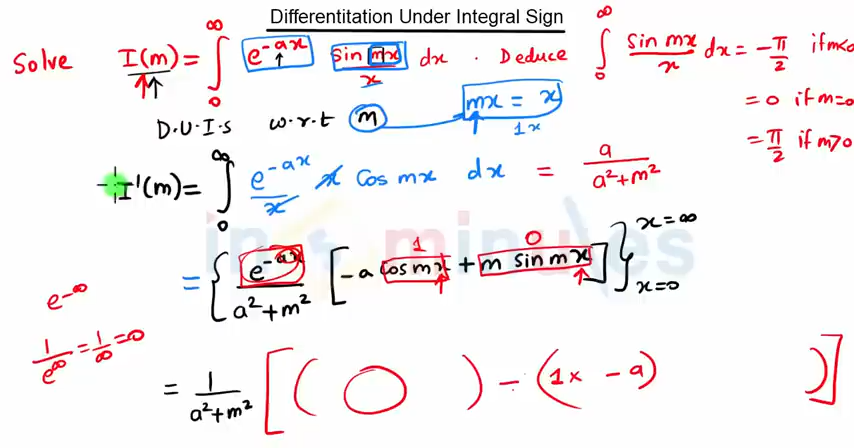 Differentitation Under Integral Sign
Solve I(m) = ∫₀^∞ e^{-ax} sin mx / x dx . Deduce ∫₀^∞ sin mx / x dx = -π/2 if m<0
= 0 if m=0
= π/2 if m>0
D.U.I.S w.r.t m mx = x
1x
I'(m) = ∫₀^∞ e^{-ax} / x x cos mx dx = a / (a²+m²)
= { e^{-ax} / (a²+m²) [ -a cos mx + m sin mx ] } x=∞ x=0
1 0
e^{-∞}
1/e^∞ = 1/∞ = 0
= 1/(a²+m²) [ ( 0 ) - (1x -a) ) ]
in minutes